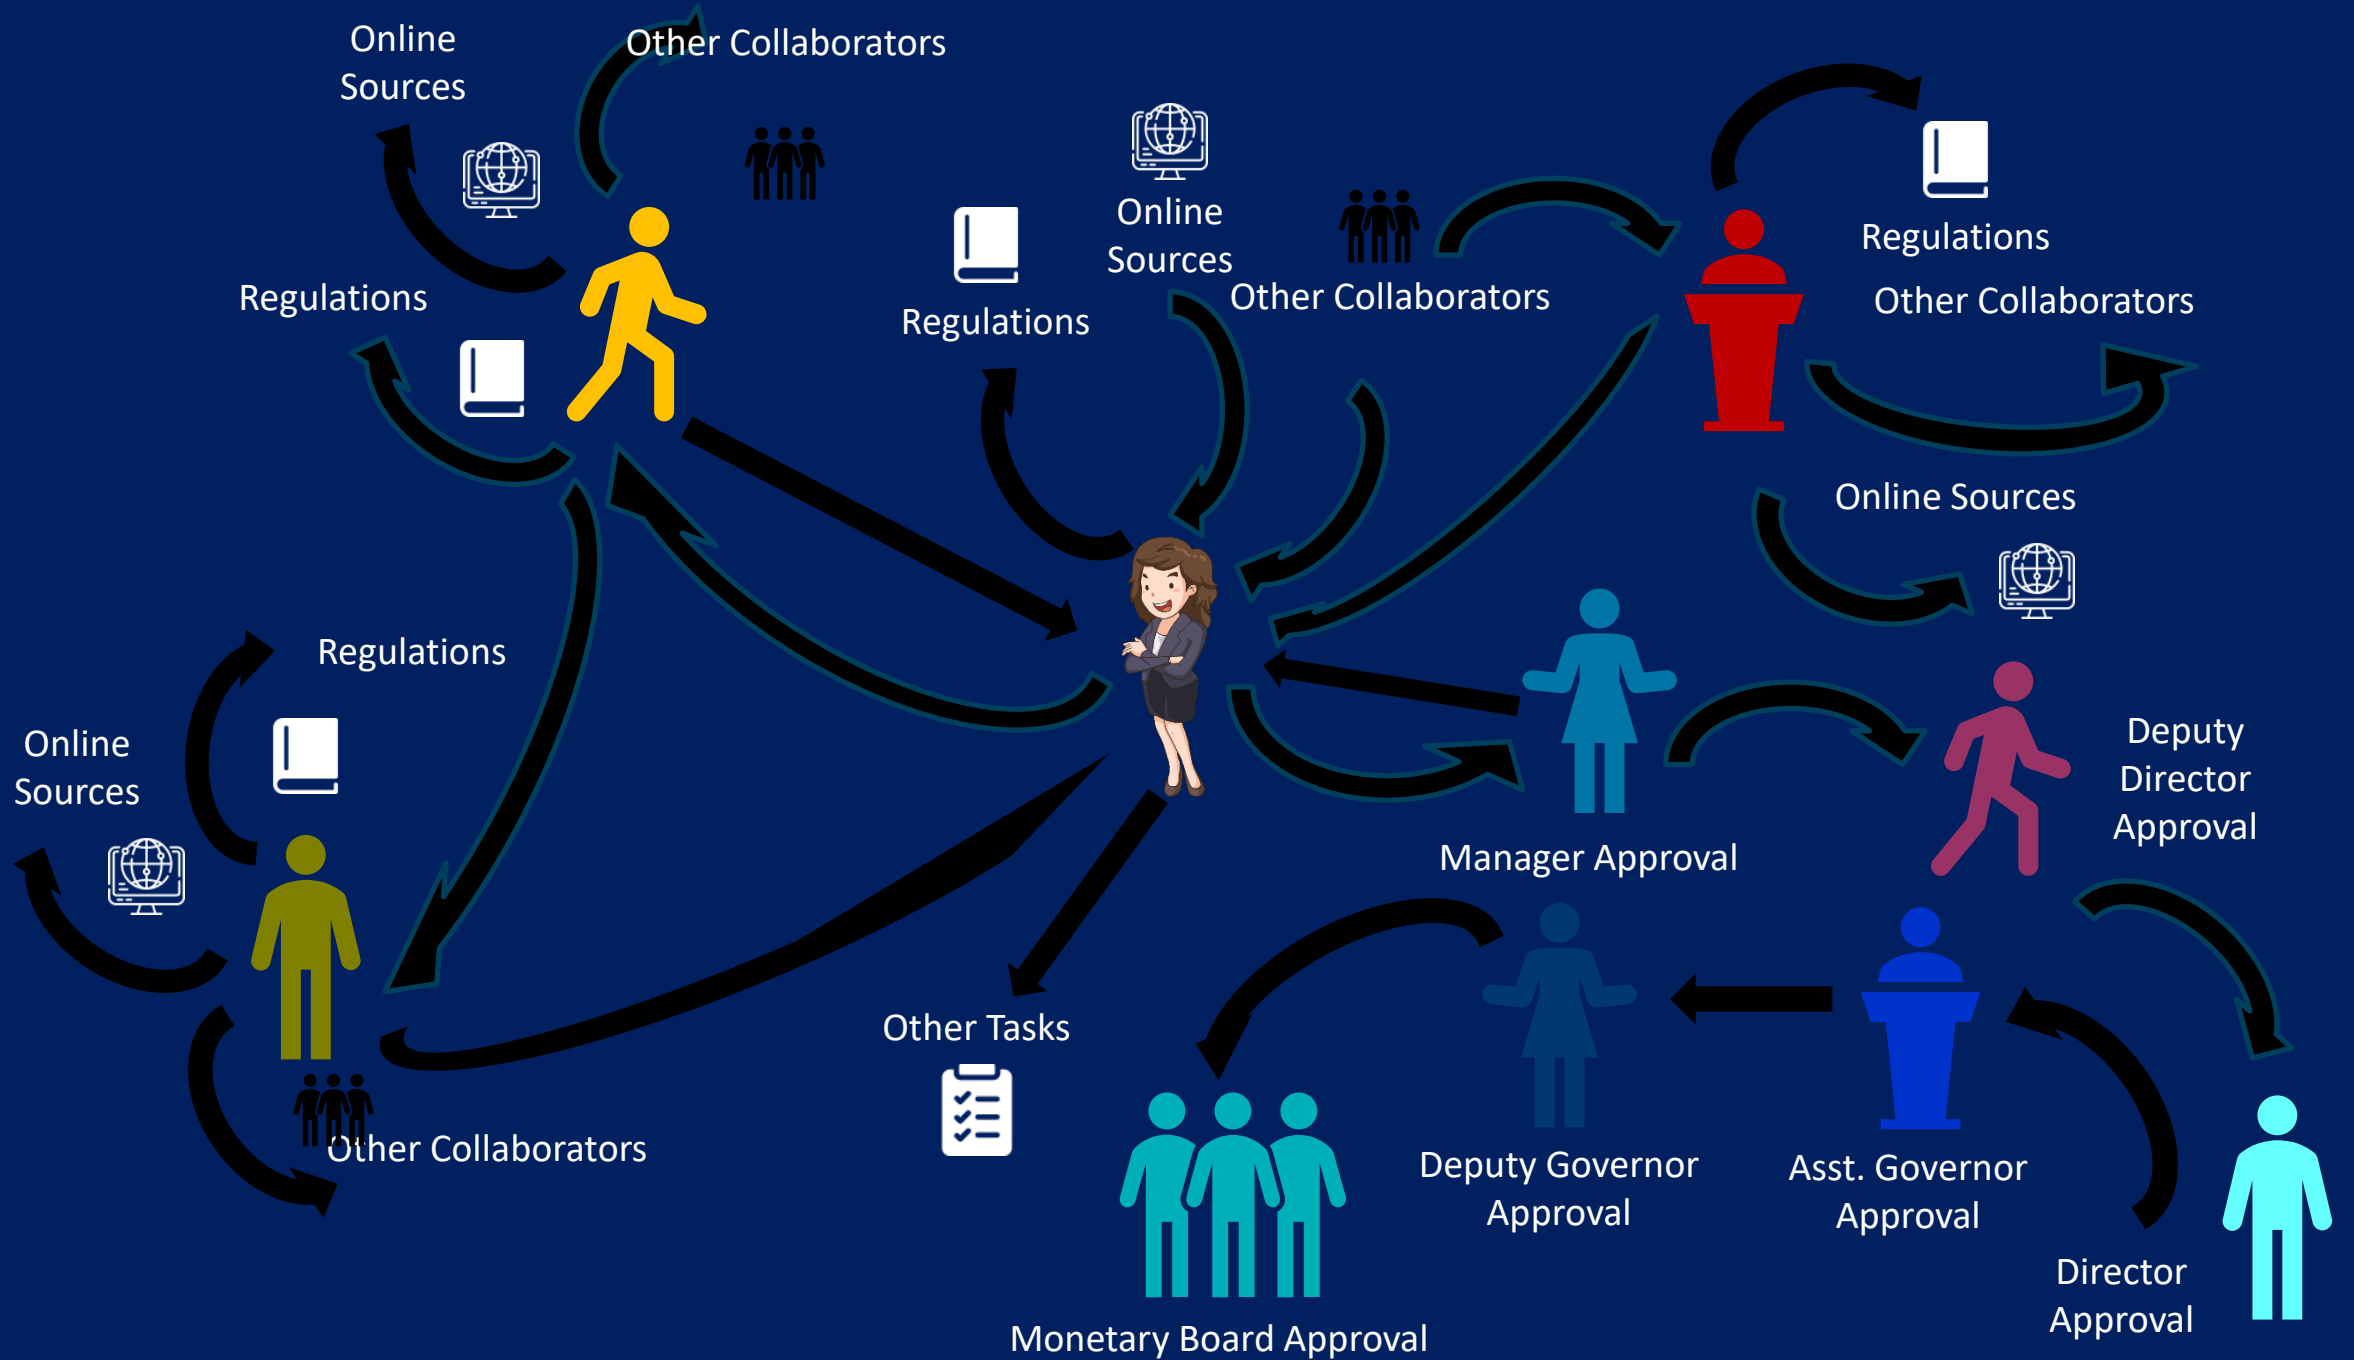 Online
Sources
Other Collaborators
Regulations
Online
Sources
Regulations
Other Collaborators
Regulations
Other Collaborators
Online Sources
Regulations
Online
Sources
Other Collaborators
Other Tasks
Manager Approval
Deputy
Director
Approval
Director
Approval
Asst. Governor
Approval
Deputy Governor
Approval
Monetary Board Approval